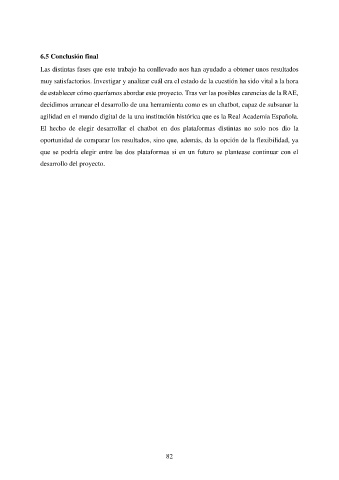 6.5 Conclusión final
Las distintas fases que este trabajo ha conllevado nos han ayudado a obtener unos resultados
muy satisfactorios. Investigar y analizar cuál era el estado de la cuestión ha sido vital a la hora
de establecer cómo queríamos abordar este proyecto. Tras ver las posibles carencias de la RAE,
decidimos arrancar el desarrollo de una herramienta como es un chatbot, capaz de subsanar la
agilidad en el mundo digital de la una institución histórica que es la Real Academia Española.
El hecho de elegir desarrollar el chatbot en dos plataformas distintas no solo nos dio la
oportunidad de comparar los resultados, sino que, además, da la opción de la flexibilidad, ya
que se podría elegir entre las dos plataformas si en un futuro se plantease continuar con el
desarrollo del proyecto.
82